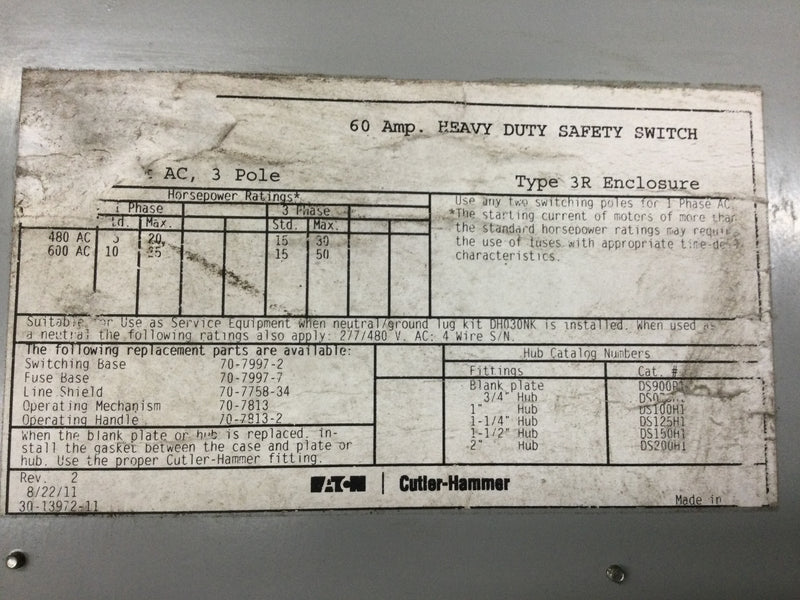 60 Amp. HEAVY DUTY SAFETY SWITCH
AC, 3 Pole
Type 3R Enclosure
Horsepower Ratings*
1 Phase 3 Phase
Std. Max. Std. Max.
480 AC 5 20 15 30
600 AC 10 15 50
Use any two switching poles for 1 Phase AC.
*The starting current of motors of more than
the standard horsepower ratings may require
the use of fuses with appropriate time-de
characteristics.
Suitable for Use as Service Equipment when neutral/ground lug kit DH030NK is installed. When used as
a neutral the following ratings also apply: 277/480 V. AC: 4 Wire S/N.
The following replacement parts are available:
Switching Base 70-7997-2
Fuse Base 70-7997-7
Line Shield 70-7758-34
Operating Mechanism 70-7813
Operating Handle 70-7813-2
When the blank plate or hub is replaced, in-
stall the gasket between the case and plate or
hub. Use the proper Cutler-Hammer fitting.
Hub Catalog Numbers
Fittings Cat. #
Blank plate
3/4" Hub
1" Hub DS100H1
1-1/4" Hub DS125H1
1-1/2" Hub DS150H1
2" Hub DS200H1
Rev. 2
8/22/11
30-13972-11
EATON | Cutler-Hammer
Made in